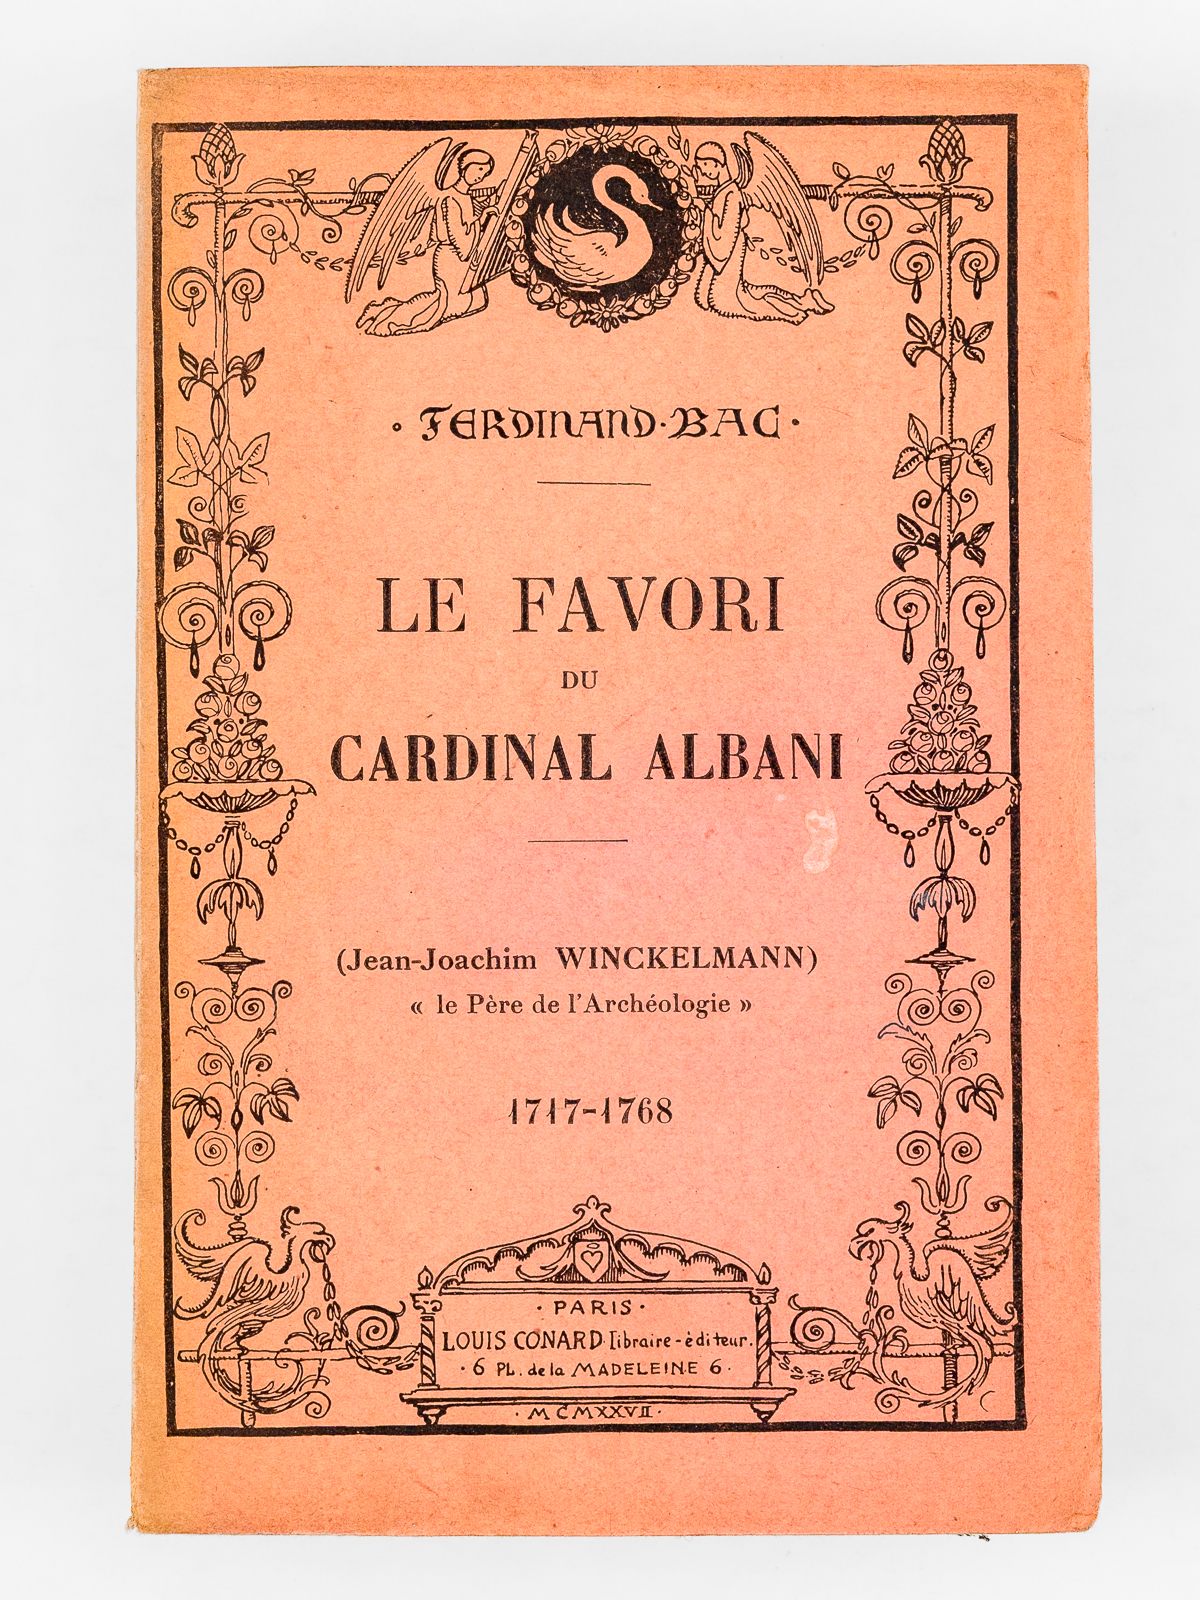 · FERDINAND · BAC ·
LE FAVORI
DU
CARDINAL ALBANI
(Jean-Joachim WINCKELMANN)
« le Père de l'Archéologie »
1717-1768
· PARIS ·
LOUIS CONARD · libraire-éditeur.
· 6 PL. de la MADELEINE 6 ·
· MCMXXVII ·